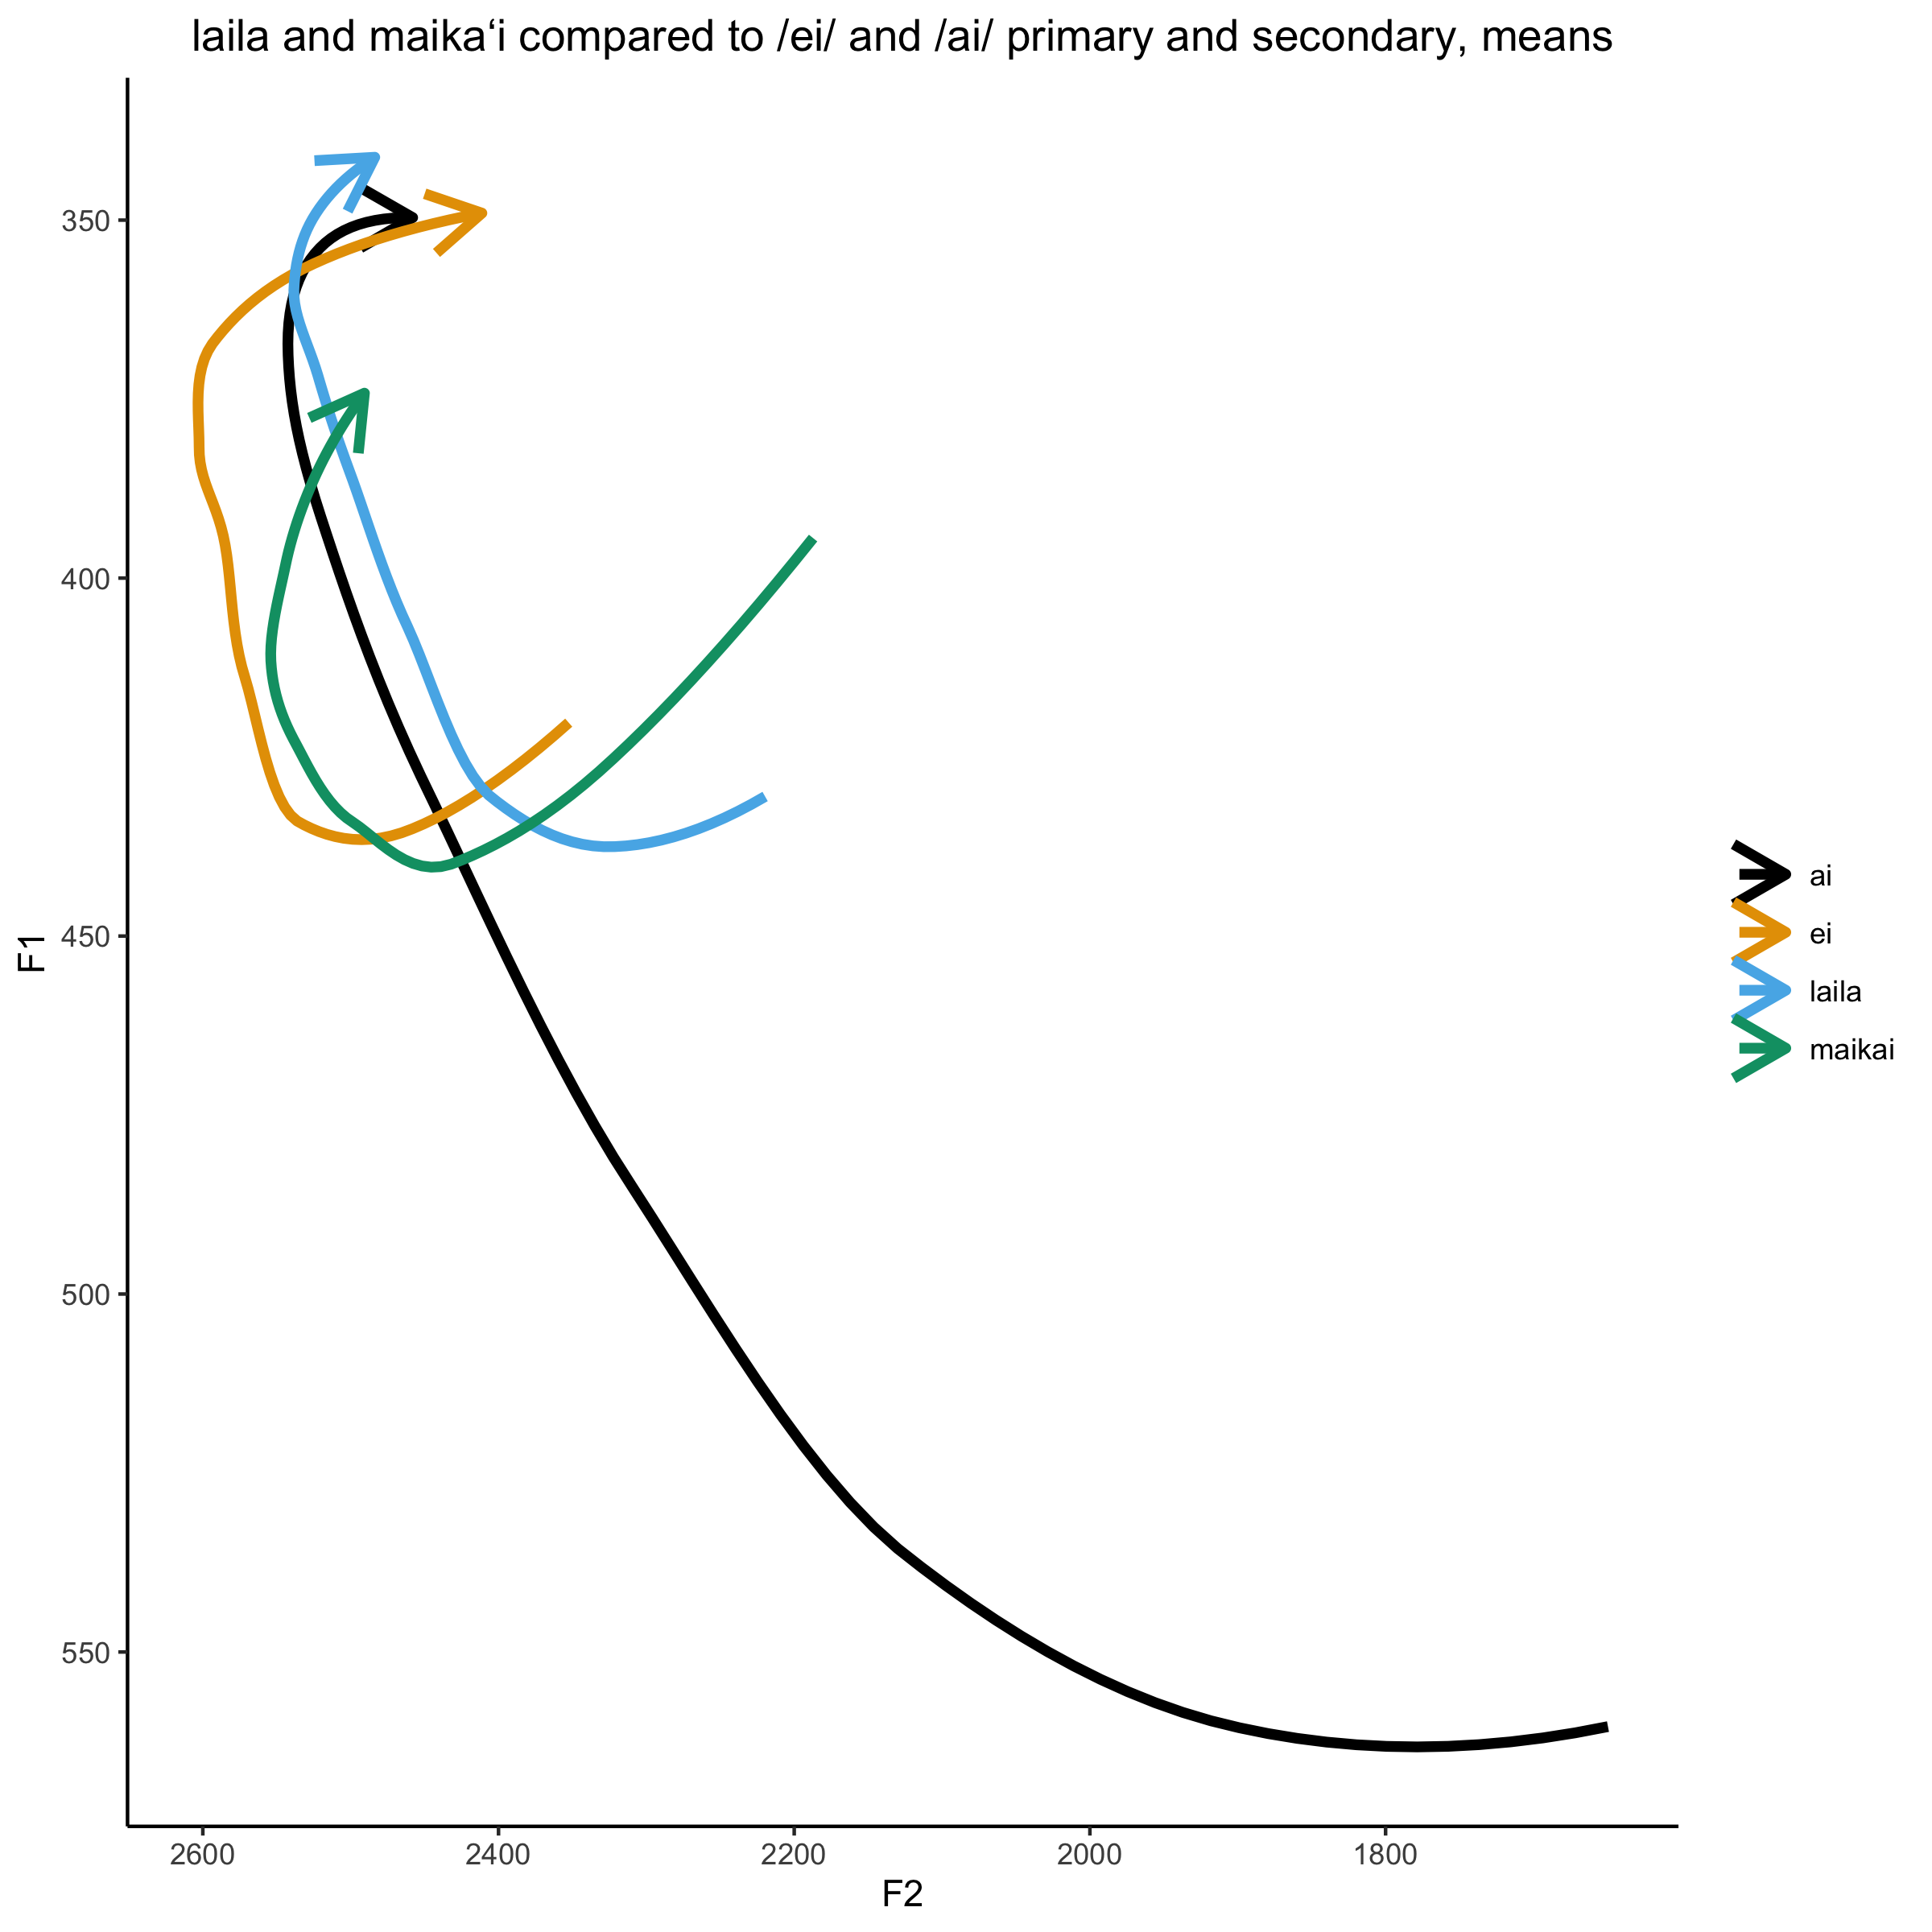 laila and maikaʻi compared to /ei/ and /ai/ primary and secondary, means
350
400
450
500
550
F1
2600 2400 2200 2000 1800
F2
ai
ei
laila
maikai